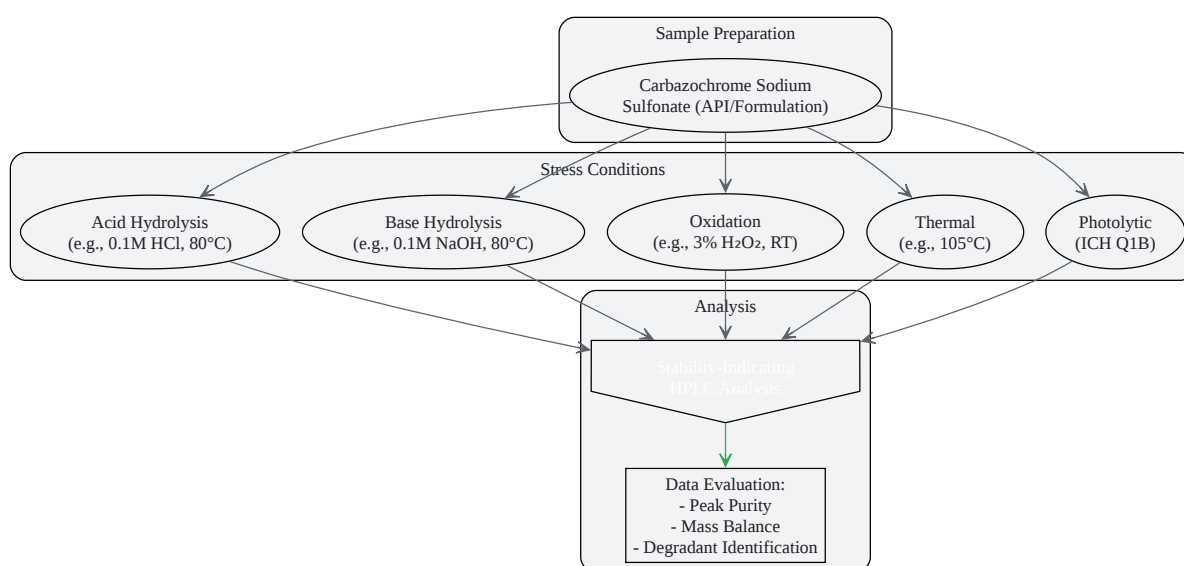 Sample Preparation
Carbazochrome Sodium
Sulfonate (API/Formulation)
Stress Conditions
Acid Hydrolysis
(e.g., 0.1M HCl, 80°C)
Base Hydrolysis
(e.g., 0.1M NaOH, 80°C)
Oxidation
(e.g., 3% H₂O₂, RT)
Thermal
(e.g., 105°C)
Photolytic
(ICH Q1B)
Analysis
Stability-Indicating
HPLC Analysis
Data Evaluation:
- Peak Purity
- Mass Balance
- Degradant Identification